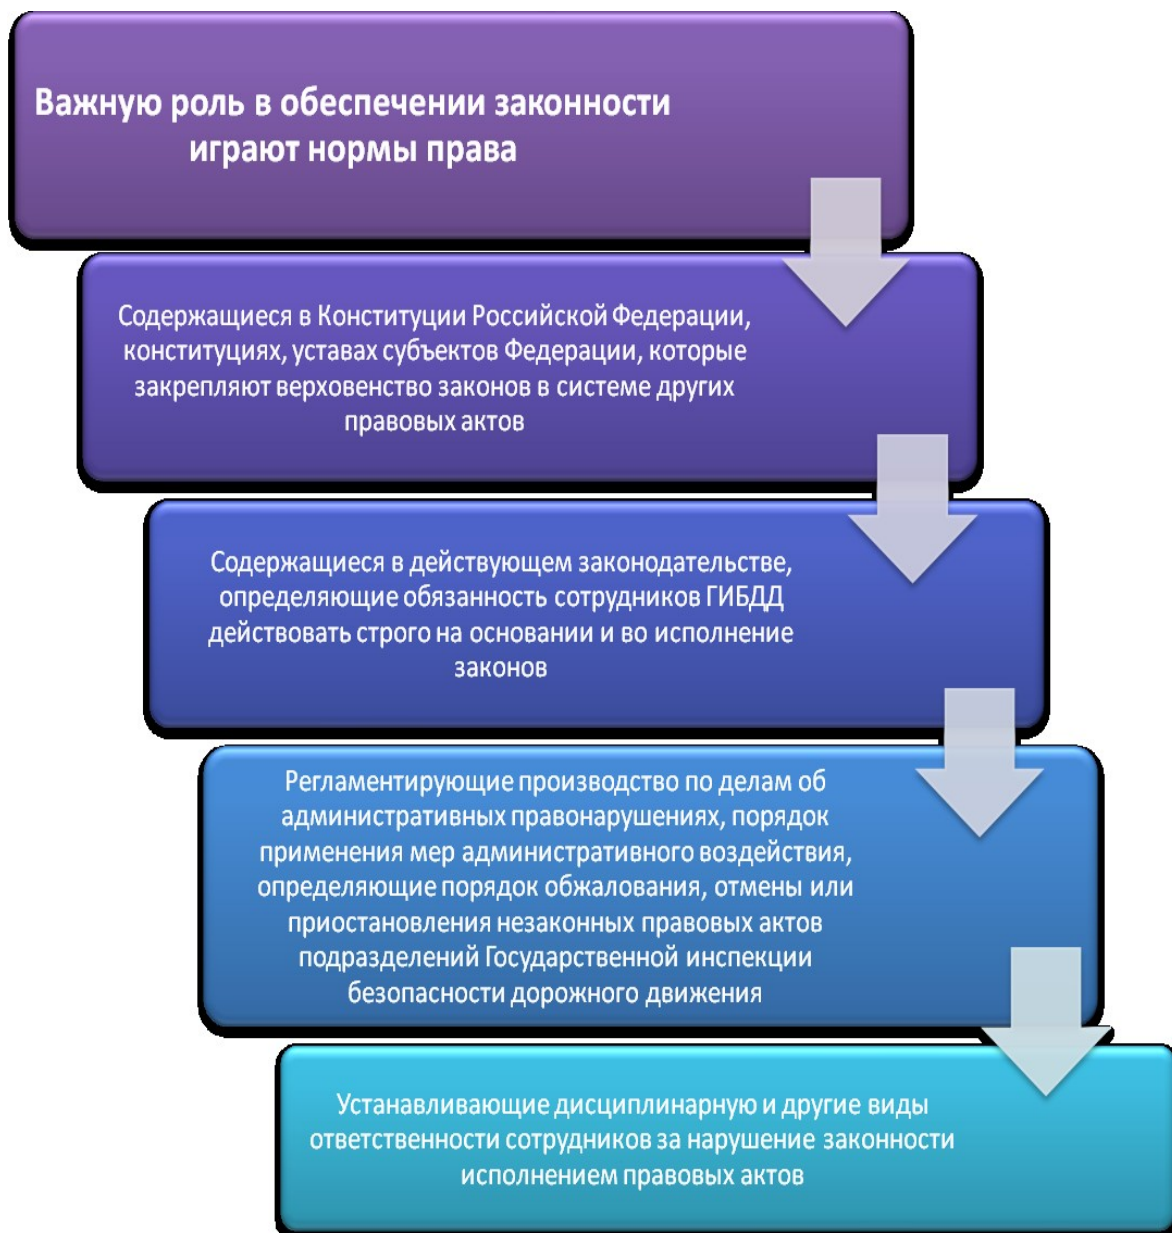 Важную роль в обеспечении законности
играют нормы права
Содержащиеся в Конституции Российской Федерации,
конституциях, уставах субъектов Федерации, которые
закрепляют верховенство законов в системе других
правовых актов
Содержащиеся в действующем законодательстве,
определяющие обязанность сотрудников ГИБДД
действовать строго на основании и во исполнение
законов
Регламентирующие производство по делам об
административных правонарушениях, порядок
применения мер административного воздействия,
определяющие порядок обжалования, отмены или
приостановления незаконных правовых актов
подразделений Государственной инспекции
безопасности дорожного движения
Устанавливающие дисциплинарную и другие виды
ответственности сотрудников за нарушение законности
исполнением правовых актов